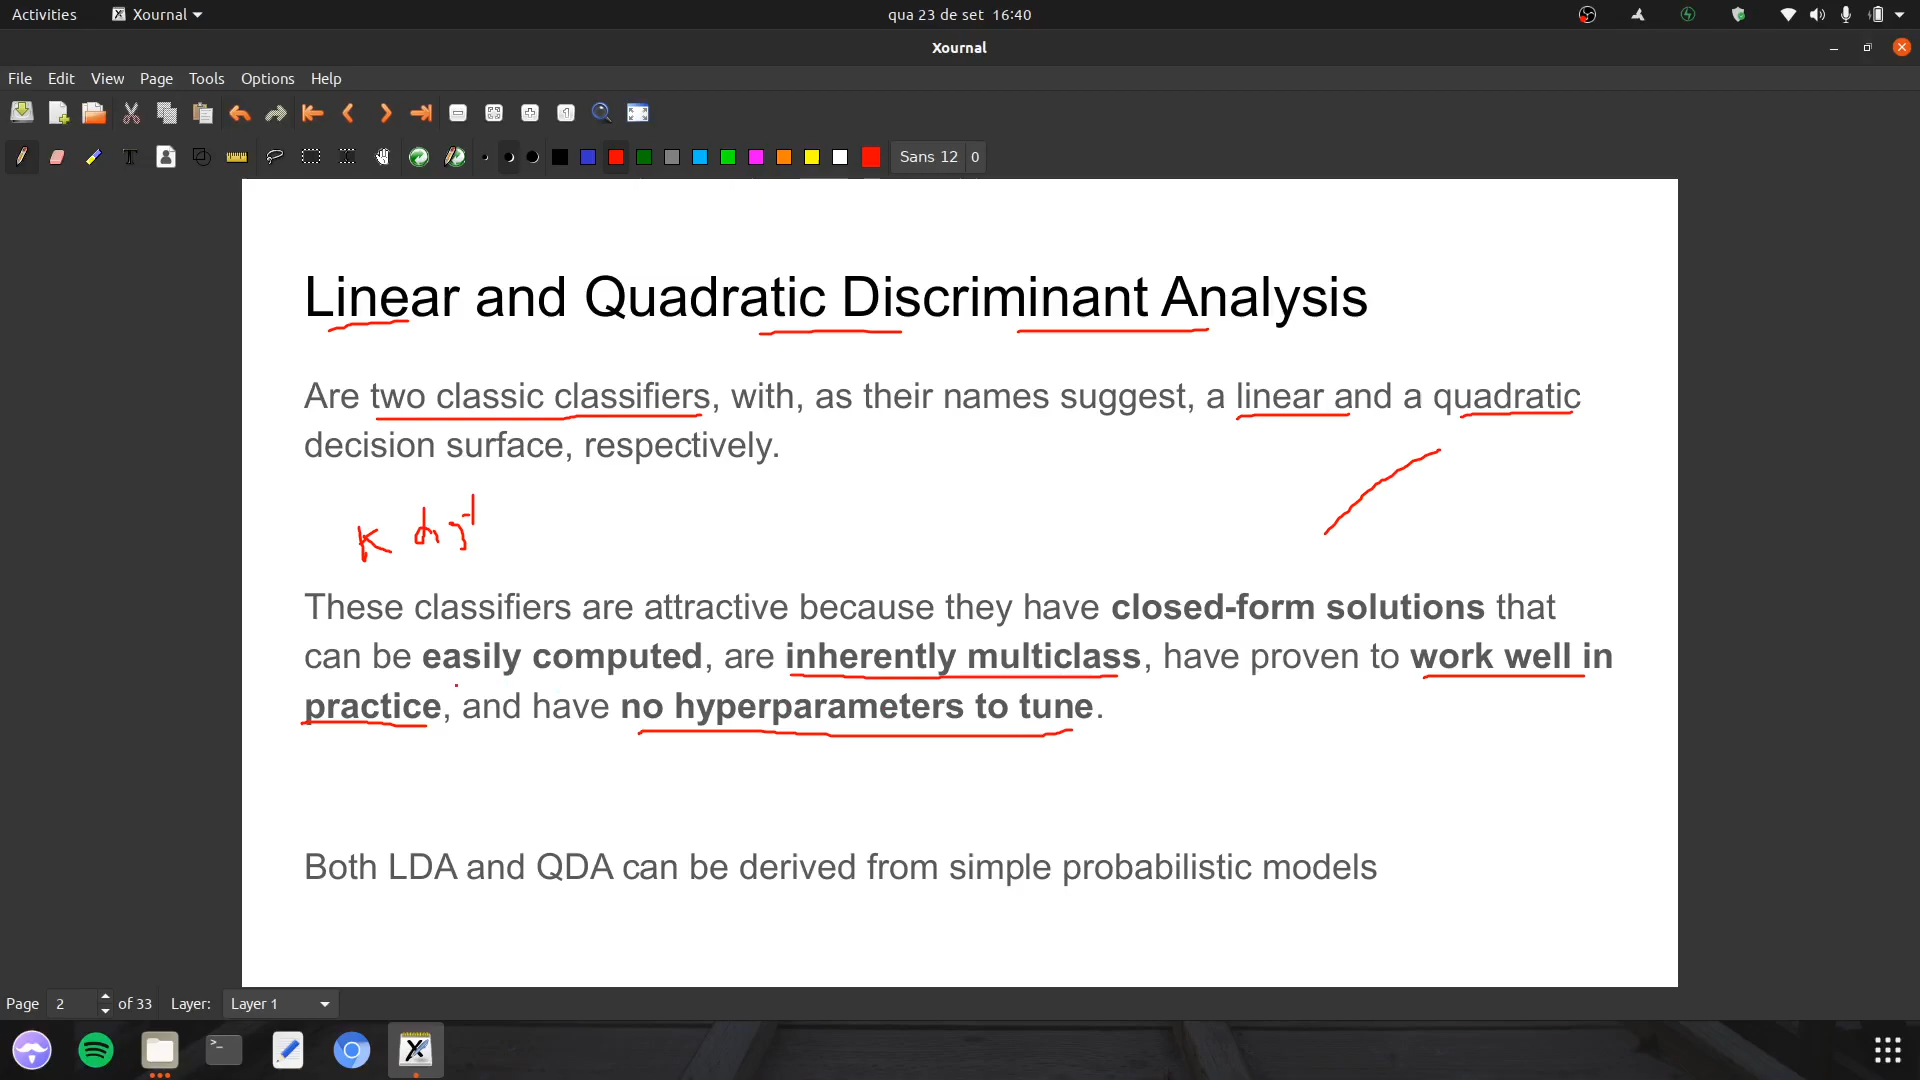 Activities Xournal qua 23 de set 16:40
Xournal
File Edit View Page Tools Options Help
Sans 12 0
Linear and Quadratic Discriminant Analysis
Are two classic classifiers, with, as their names suggest, a linear and a quadratic
decision surface, respectively.
K
These classifiers are attractive because they have closed-form solutions that
can be easily computed, are inherently multiclass, have proven to work well in
practice, and have no hyperparameters to tune.
Both LDA and QDA can be derived from simple probabilistic models
Page 2 of 33 Layer: Layer 1